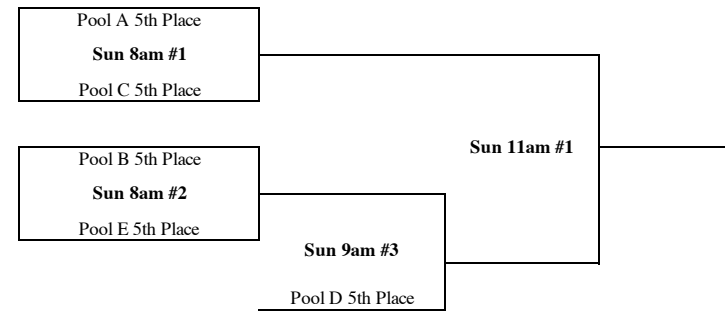 Pool A 5th Place
Sun 8am #1
Pool C 5th Place
Sun 11am #1
Pool B 5th Place
Sun 8am #2
Pool E 5th Place
Sun 9am #3
Pool D 5th Place